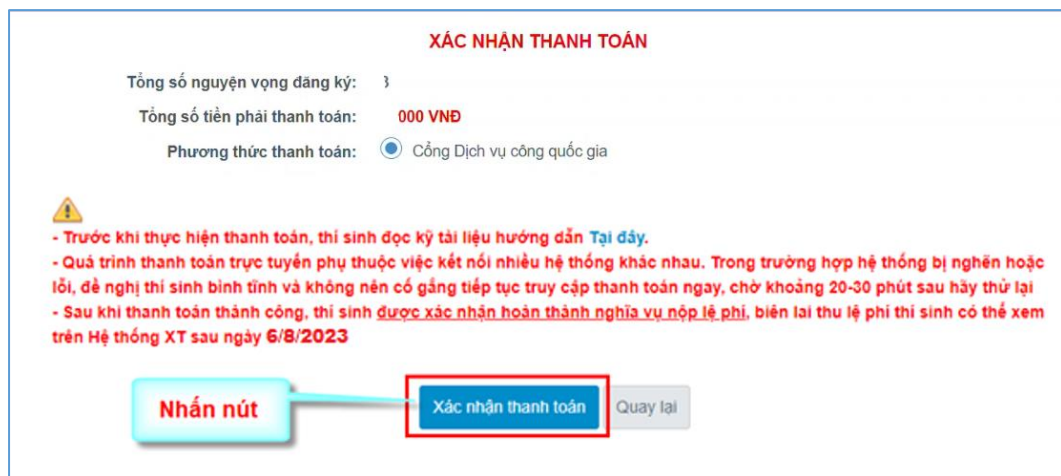 XÁC NHẬN THANH TOÁN
Tổng số nguyện vọng đăng ký:
Tổng số tiền phải thanh toán: 000 VNĐ
Phương thức thanh toán: Cổng Dịch vụ công quốc gia
- Trước khi thực hiện thanh toán, thí sinh đọc kỹ tài liệu hướng dẫn Tại đây.
- Quá trình thanh toán trực tuyến phụ thuộc việc kết nối nhiều hệ thống khác nhau. Trong trường hợp hệ thống bị nghẽn hoặc
lỗi, đề nghị thí sinh bình tĩnh và không nên cố gắng tiếp tục truy cập thanh toán ngay, chờ khoảng 20-30 phút sau hãy thử lại
- Sau khi thanh toán thành công, thí sinh được xác nhận hoàn thành nghĩa vụ nộp lệ phí, biên lai thu lệ phí thí sinh có thể xem
trên Hệ thống XT sau ngày 6/8/2023
Nhấn nút Xác nhận thanh toán Quay lại